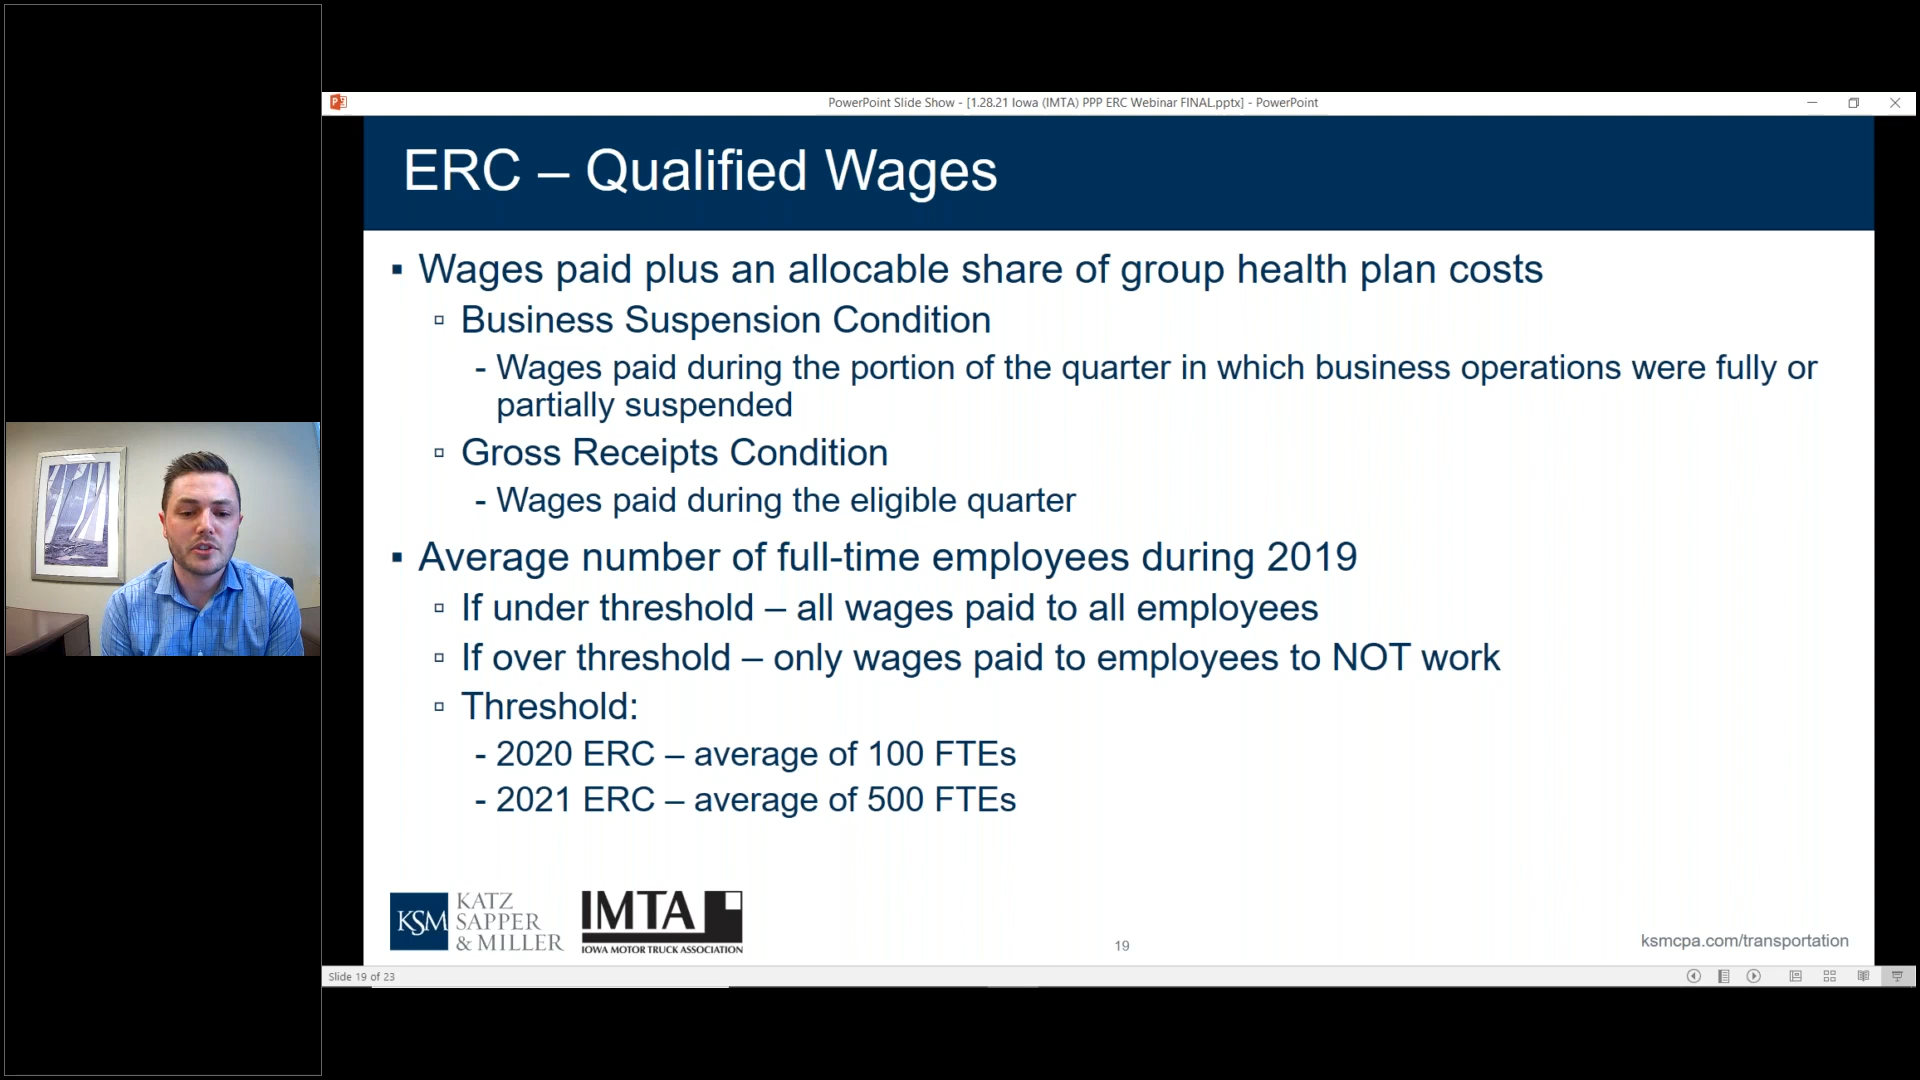 PowerPoint Slide Show - [1.28.21 Iowa (IMTA) PPP ERC Webinar FINAL.pptx] - PowerPoint
ERC – Qualified Wages
▪ Wages paid plus an allocable share of group health plan costs
▫ Business Suspension Condition
- Wages paid during the portion of the quarter in which business operations were fully or
partially suspended
▫ Gross Receipts Condition
- Wages paid during the eligible quarter
▪ Average number of full-time employees during 2019
▫ If under threshold – all wages paid to all employees
▫ If over threshold – only wages paid to employees to NOT work
▫ Threshold:
- 2020 ERC – average of 100 FTEs
- 2021 ERC – average of 500 FTEs
KSM
KATZ
SAPPER
& MILLER
IMTA
IOWA MOTOR TRUCK ASSOCIATION
19
ksmcpa.com/transportation
Slide 19 of 23